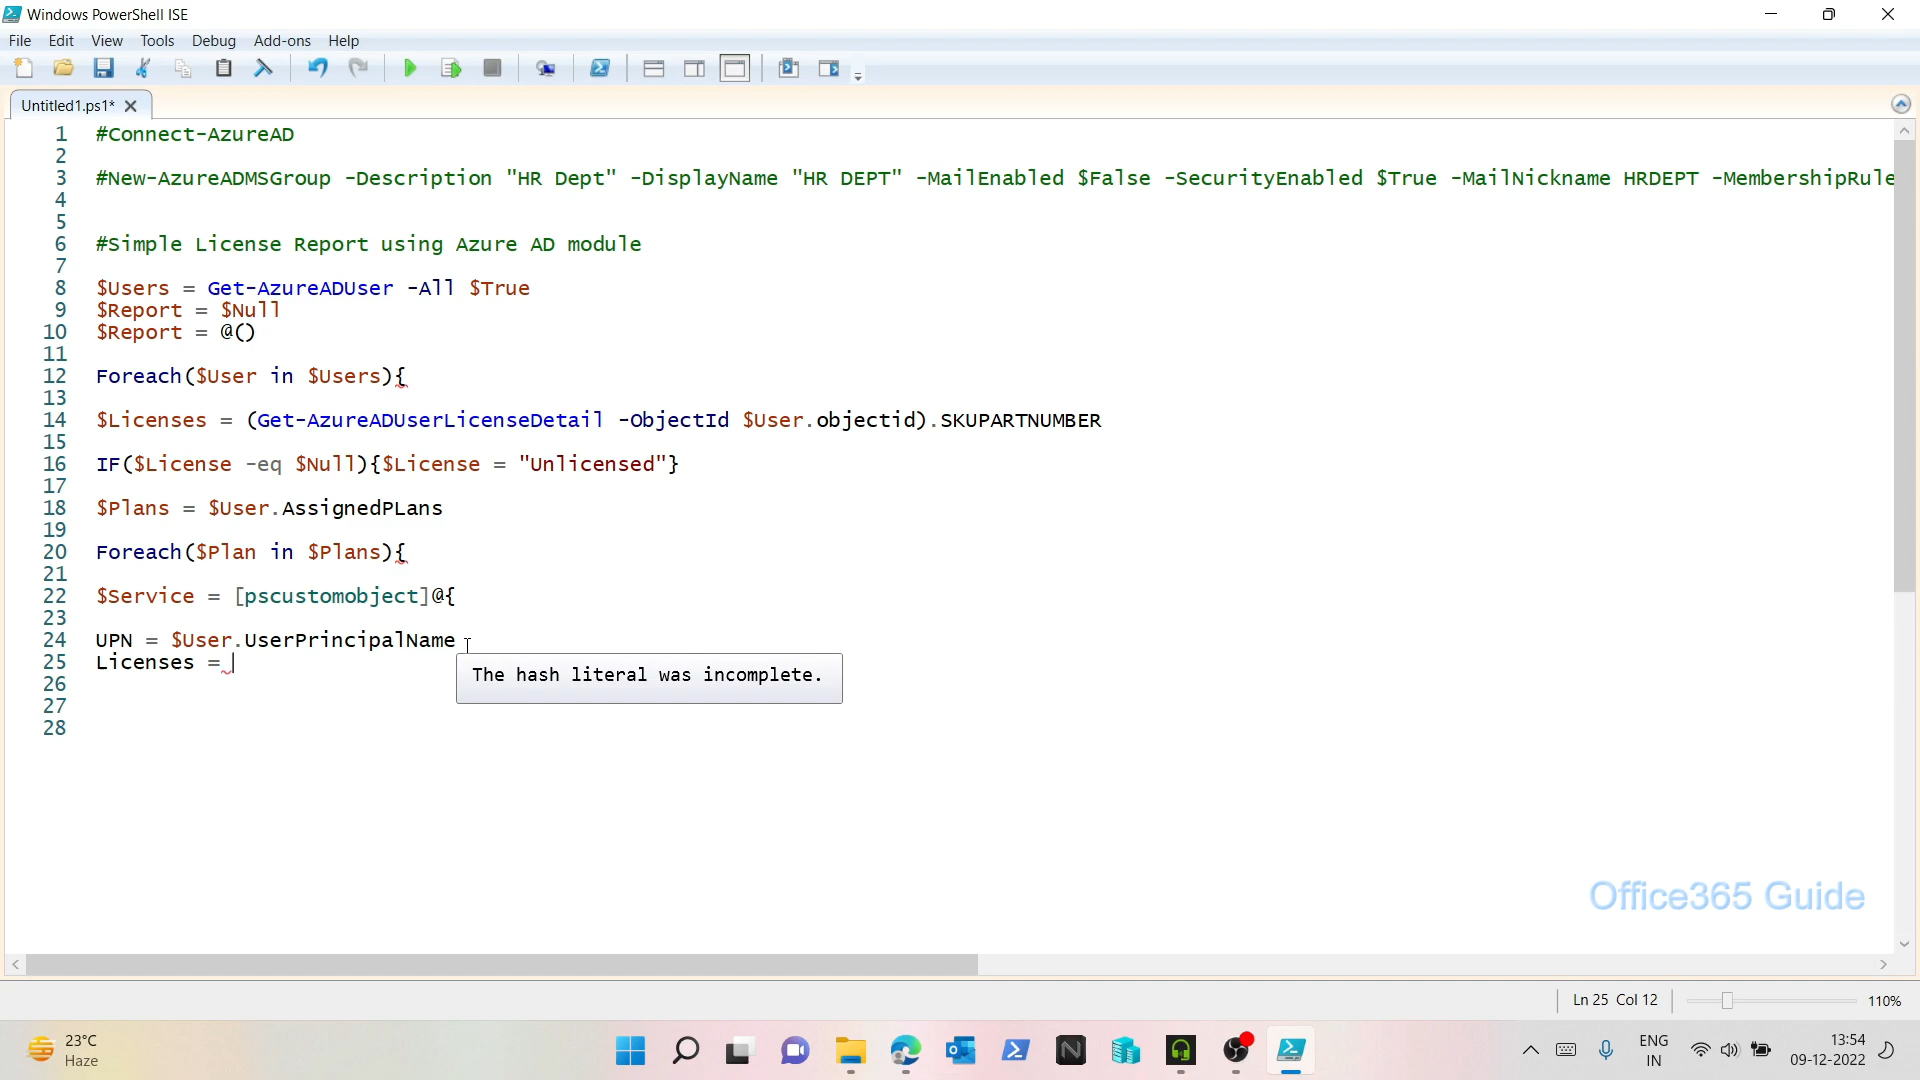 Windows PowerShell ISE
File Edit View Tools Debug Add-ons Help
Untitled1.ps1*
1 #Connect-AzureAD
2
3 #New-AzureADMSGroup -Description "HR Dept" -DisplayName "HR DEPT" -MailEnabled $False -SecurityEnabled $True -MailNickname HRDEPT -MembershipRule
4
5
6 #Simple License Report using Azure AD module
7
8 $Users = Get-AzureADUser -All $True
9 $Report = $Null
10 $Report = @()
11
12 Foreach($User in $Users){
13
14 $Licenses = (Get-AzureADUserLicenseDetail -ObjectId $User.objectid).SKUPARTNUMBER
15
16 IF($License -eq $Null){$License = "Unlicensed"}
17
18 $Plans = $User.AssignedPLans
19
20 Foreach($Plan in $Plans){
21
22 $Service = [pscustomobject]@{
23
24 UPN = $User.UserPrincipalName
25 Licenses =
The hash literal was incomplete.
26
27
28
Office365 Guide
Ln 25 Col 12
110%
23°C
Haze
ENG
IN
13:54
09-12-2022